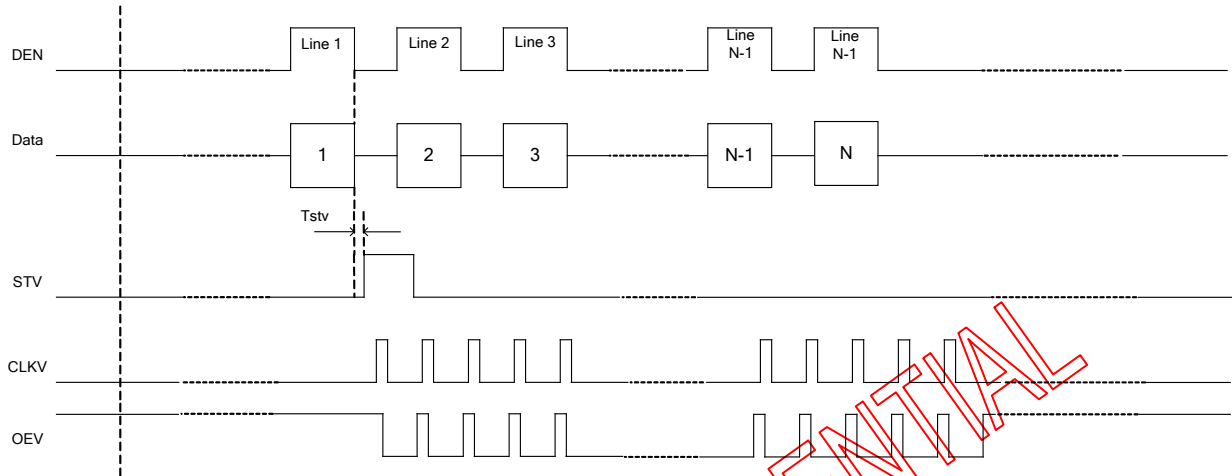 DEN
Line 1
Line 2
Line 3
Line
N-1
Line
N-1
Data
1
2
3
N-1
N
Tstv
STV
CLKV
OEV
ENTIAL